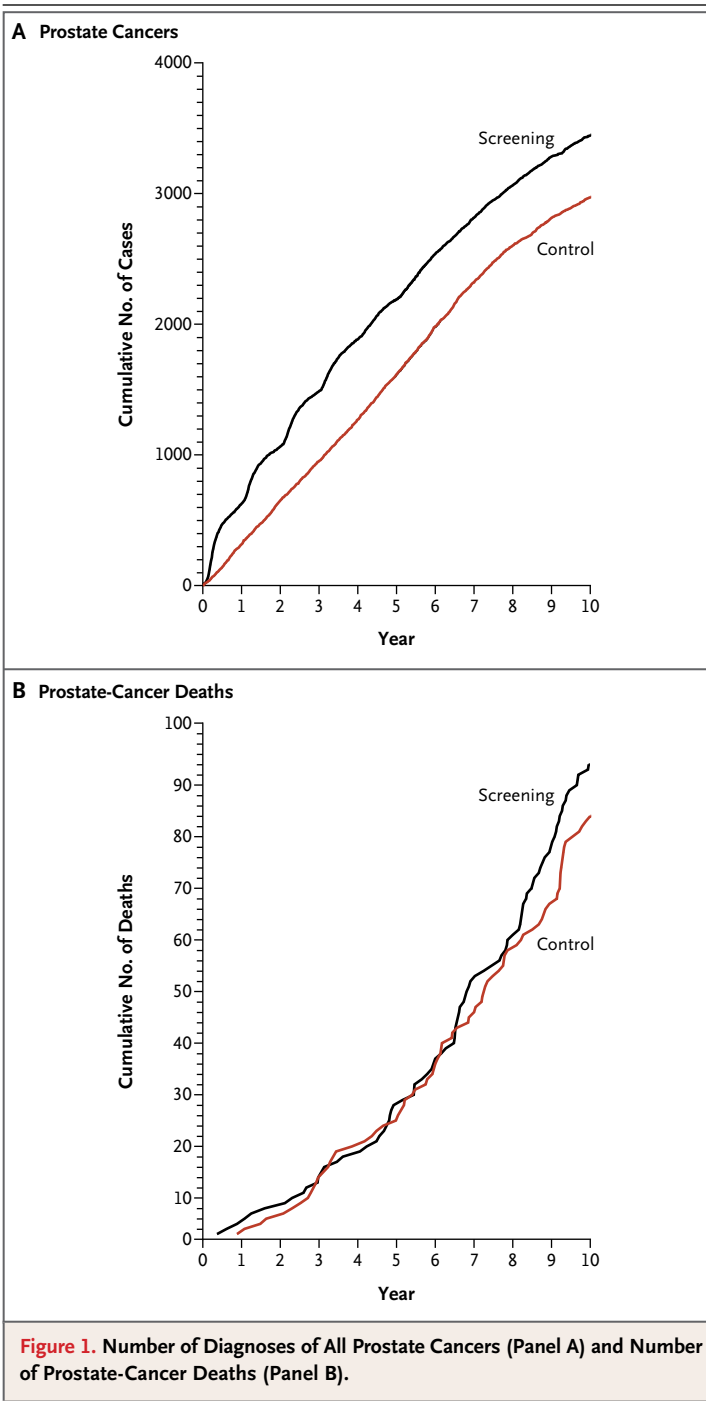 A Prostate Cancers
4000
3000
2000
1000
0
Cumulative No. of Cases
Screening
Control
0 1 2 3 4 5 6 7 8 9 10
Year
B Prostate-Cancer Deaths
100
90
80
70
60
50
40
30
20
10
0
Cumulative No. of Deaths
Screening
Control
0 1 2 3 4 5 6 7 8 9 10
Year
Figure 1. Number of Diagnoses of All Prostate Cancers (Panel A) and Number
of Prostate-Cancer Deaths (Panel B).